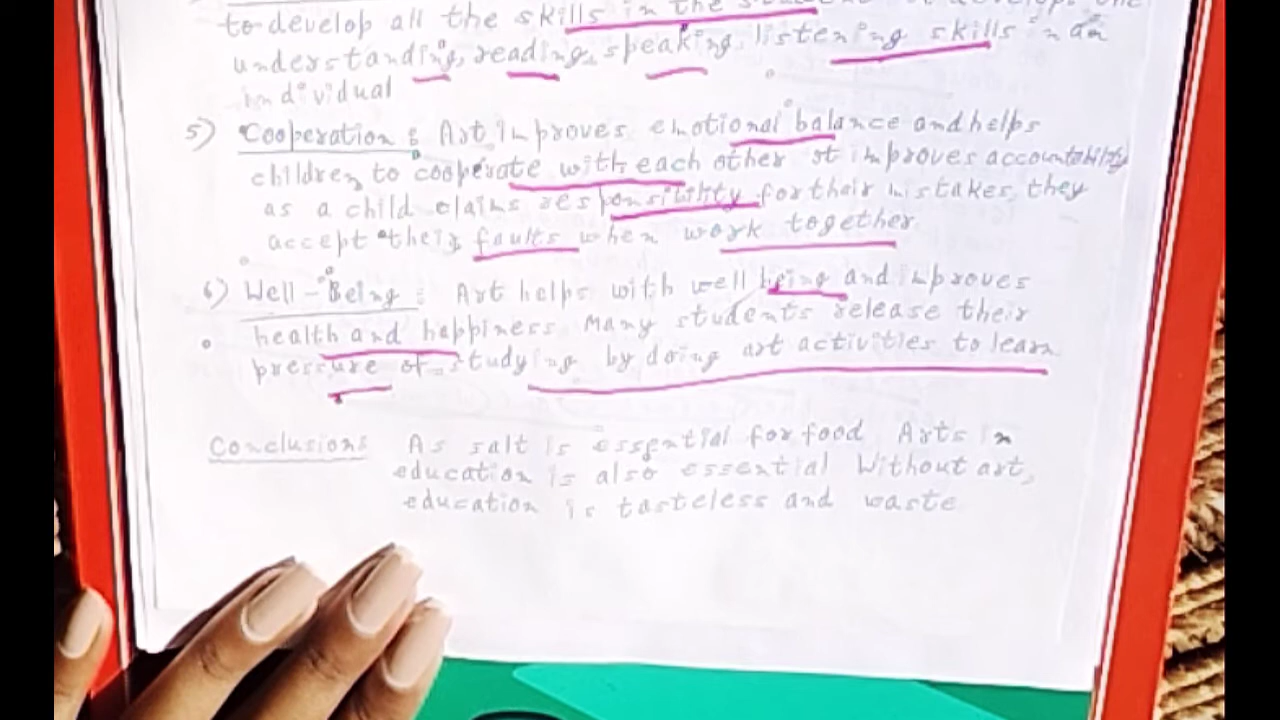 to develop all the skills in the
understanding, reading, speaking, listening skills in an
individual
5) Cooperation : Art improves emotional balance and helps
children to cooperate with each other It improves accountability
as a child claims responsibility for their mistakes, they
accept their faults when work together
6) Well-Being : Art helps with well being and improves
health and happiness Many students release their
pressure of studying by doing art activities to learn
Conclusion: As salt is essential for food Arts in
education is also essential Without art,
education is tasteless and waste